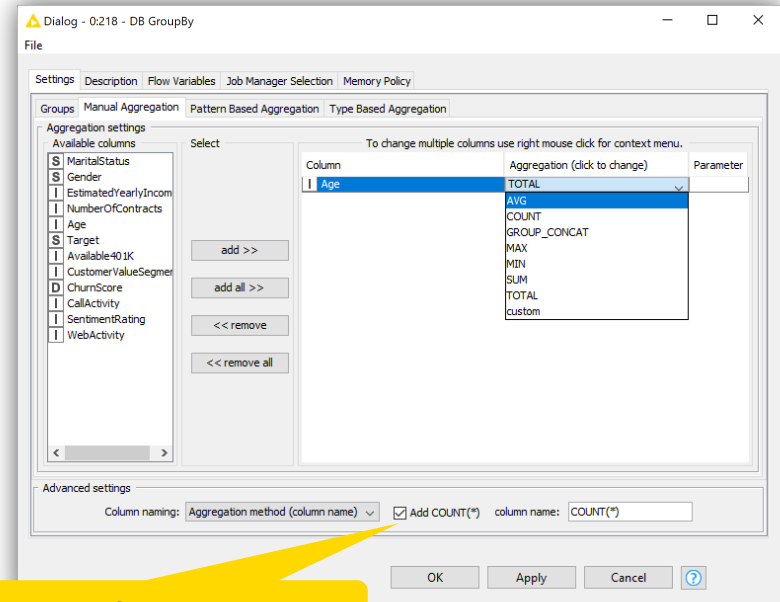 Dialog - 0:218 - DB GroupBy
File
Settings Description Flow Variables Job Manager Selection Memory Policy
Groups Manual Aggregation Pattern Based Aggregation Type Based Aggregation
Aggregation settings
Available columns
S MaritalStatus
S Gender
I EstimatedYearlyIncom
I NumberOfContracts
I Age
S Target
I Available401K
I CustomerValueSegmer
D ChurnScore
I CallActivity
I SentimentRating
I WebActivity
Select
add >>
add all >>
<< remove
<< remove all
To change multiple columns use right mouse click for context menu.
Column Aggregation (click to change) Parameter
I Age TOTAL
AVG
COUNT
GROUP_CONCAT
MAX
MIN
SUM
TOTAL
custom
Advanced settings
Column naming: Aggregation method (column name) Add COUNT(*) column name: COUNT(*)
OK Apply Cancel ?